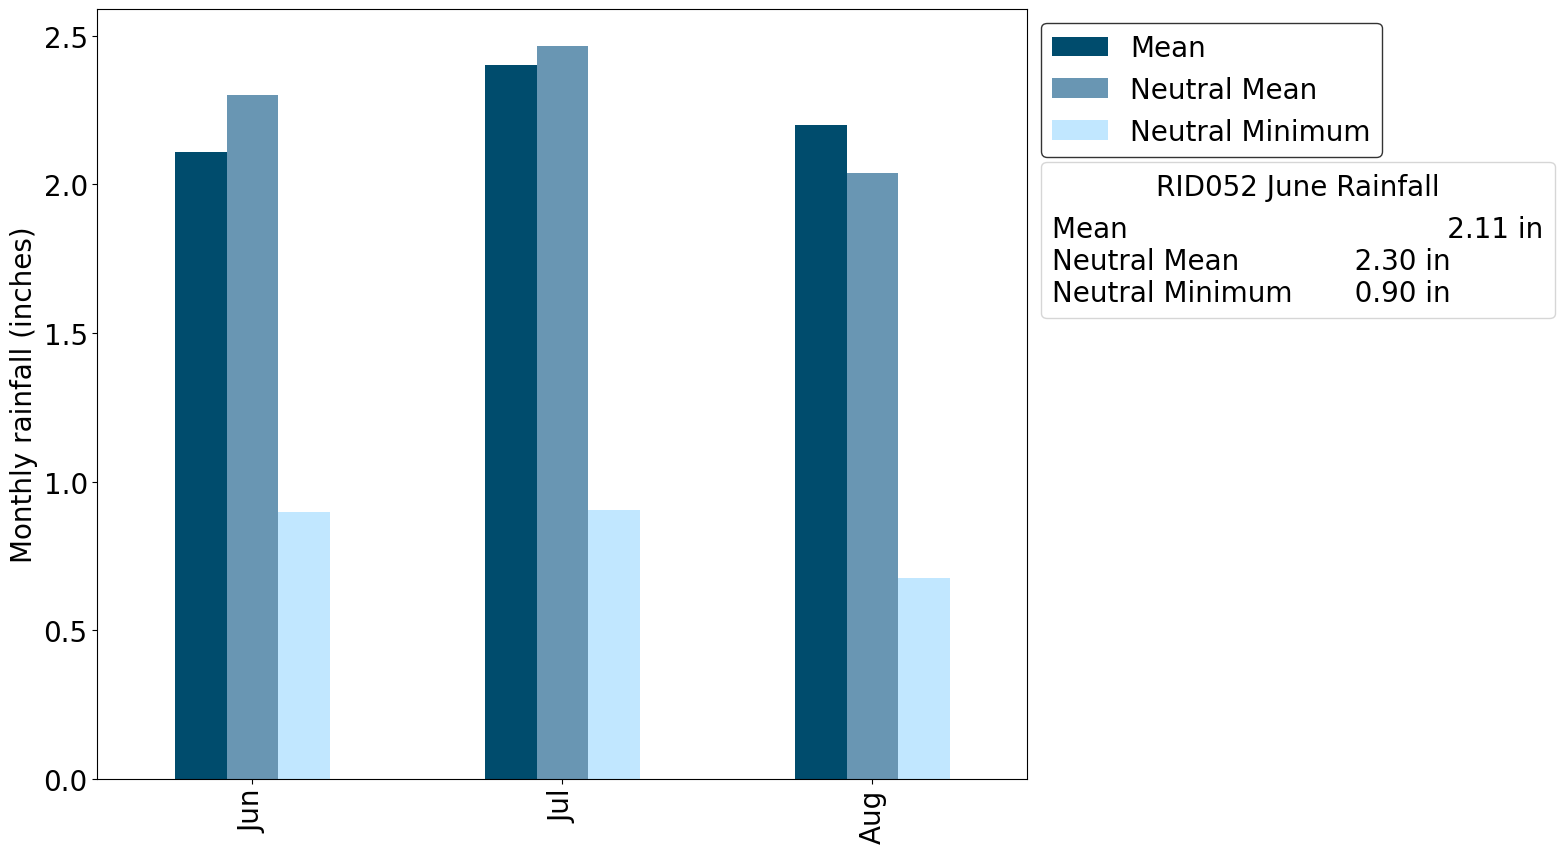 Monthly rainfall (inches)
2.5
2.0
1.5
1.0
0.5
0.0
Jun
Jul
Aug
Mean
Neutral Mean
Neutral Minimum
RID052 June Rainfall
Mean 2.11 in
Neutral Mean 2.30 in
Neutral Minimum 0.90 in